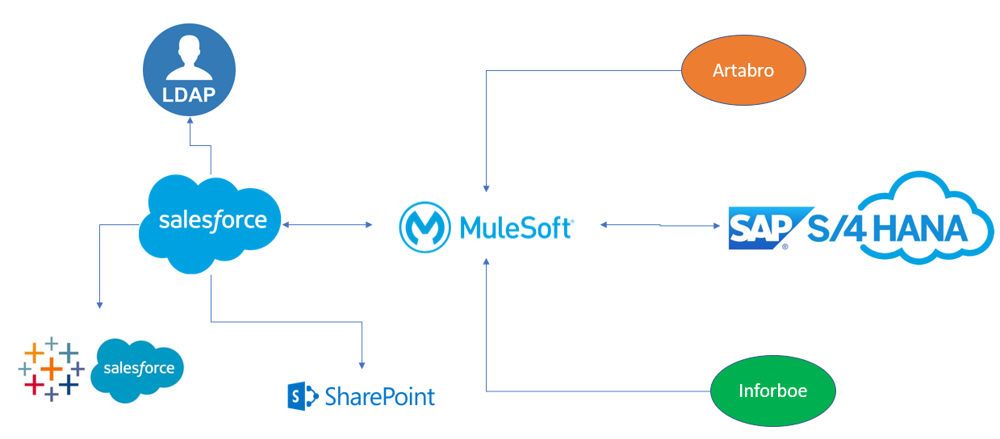 LDAP
Artabro
salesforce
MuleSoft
SAP S/4 HANA
®
salesforce
SharePoint
Inforboe